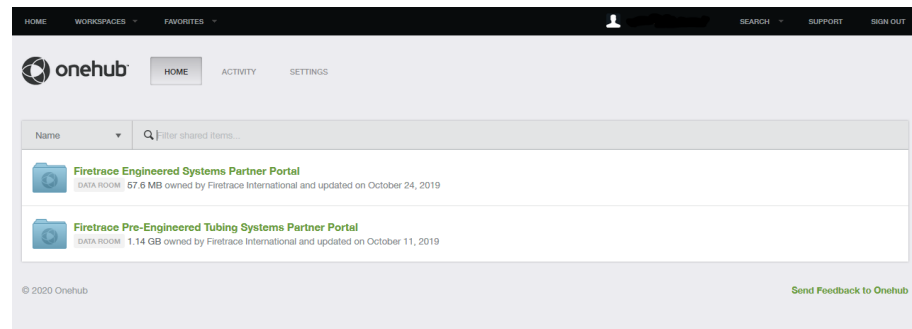 HOME WORKSPACES FAVORITES SEARCH SUPPORT SIGN OUT
onehub HOME ACTIVITY SETTINGS
Name Filter shared items...
Firetrace Engineered Systems Partner Portal
DATA ROOM 57.6 MB owned by Firetrace International and updated on October 24, 2019
Firetrace Pre-Engineered Tubing Systems Partner Portal
DATA ROOM 1.14 GB owned by Firetrace International and updated on October 11, 2019
© 2020 Onehub Send Feedback to Onehub